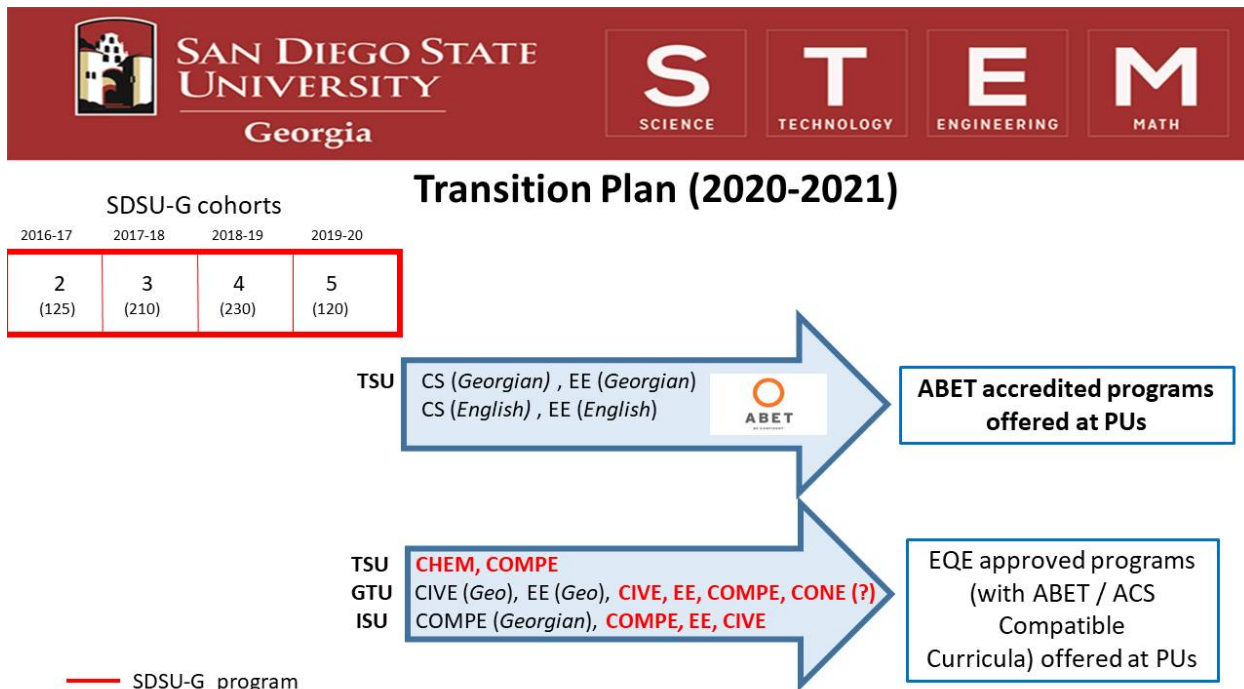 SAN DIEGO STATE
UNIVERSITY
Georgia
S T E M
SCIENCE TECHNOLOGY ENGINEERING MATH
Transition Plan (2020-2021)
SDSU-G cohorts
2016-17 2017-18 2018-19 2019-20
2 3 4 5
(125) (210) (230) (120)
TSU CS (Georgian) , EE (Georgian)
CS (English) , EE (English)
ABET
ABET accredited programs
offered at PUs
TSU CHEM, COMPE
GTU CIVE (Geo), EE (Geo), CIVE, EE, COMPE, CONE (?)
ISU COMPE (Georgian), COMPE, EE, CIVE
EQE approved programs
(with ABET / ACS
Compatible
Curricula) offered at PUs
SDSU-G program